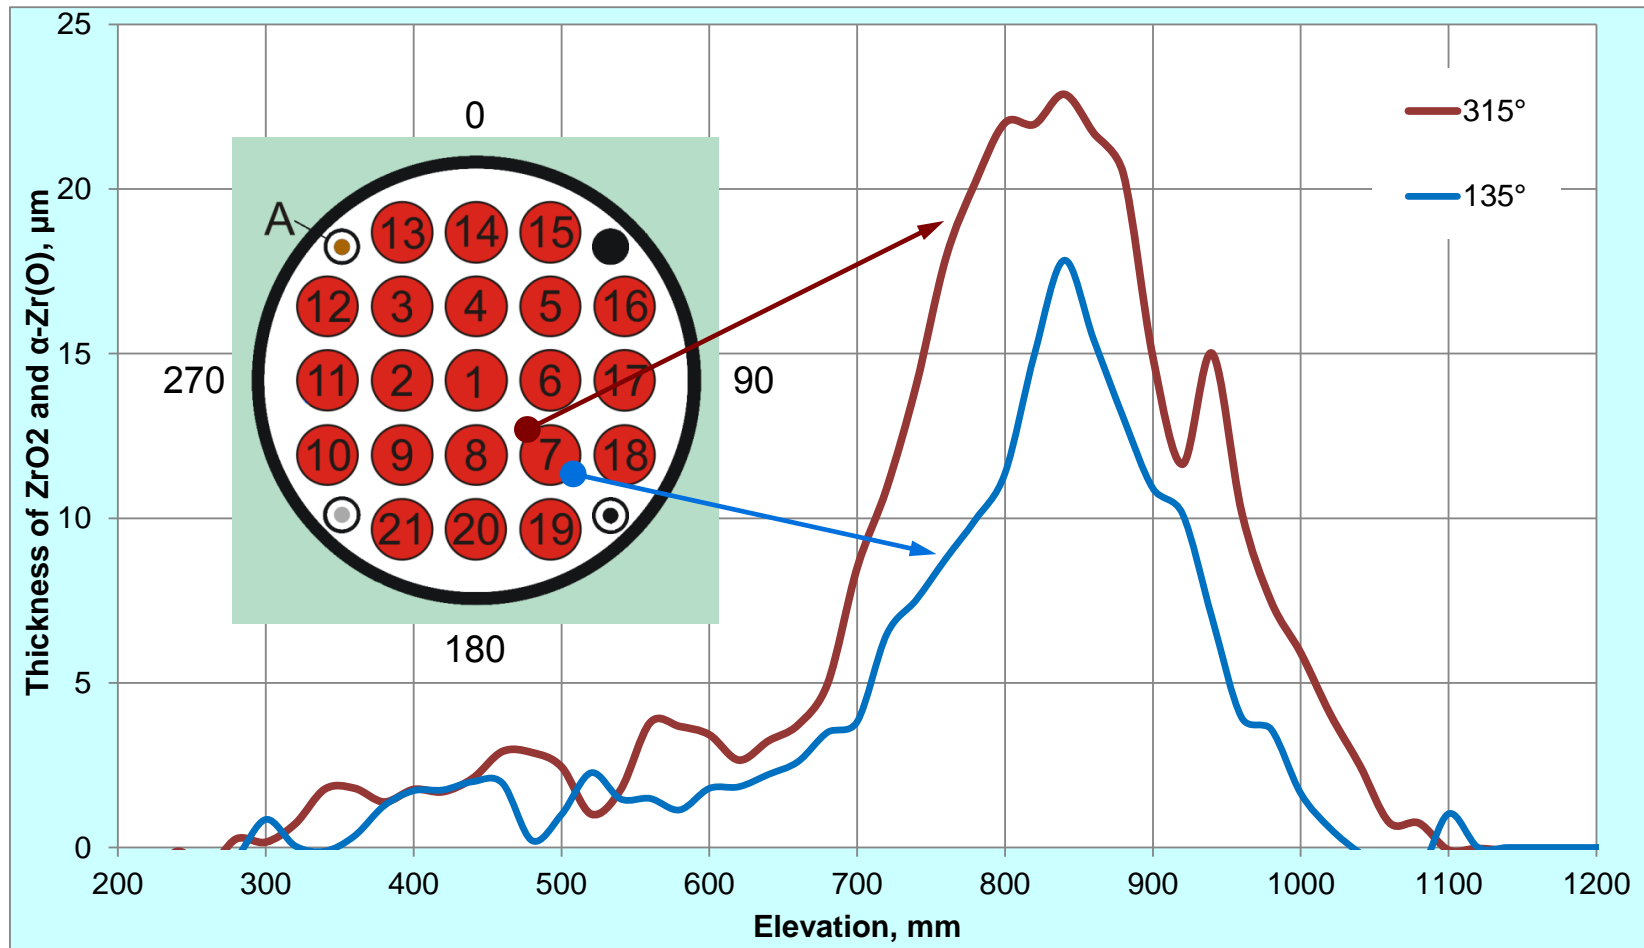 25
20
15
10
5
0
Thickness of ZrO2 and α-Zr(O), µm
200 300 400 500 600 700 800 900 1000 1100 1200
Elevation, mm
315°
135°
0
A
13 14 15
12 3 4 5 16
270 11 2 1 6 17 90
10 9 8 7 18
21 20 19
180